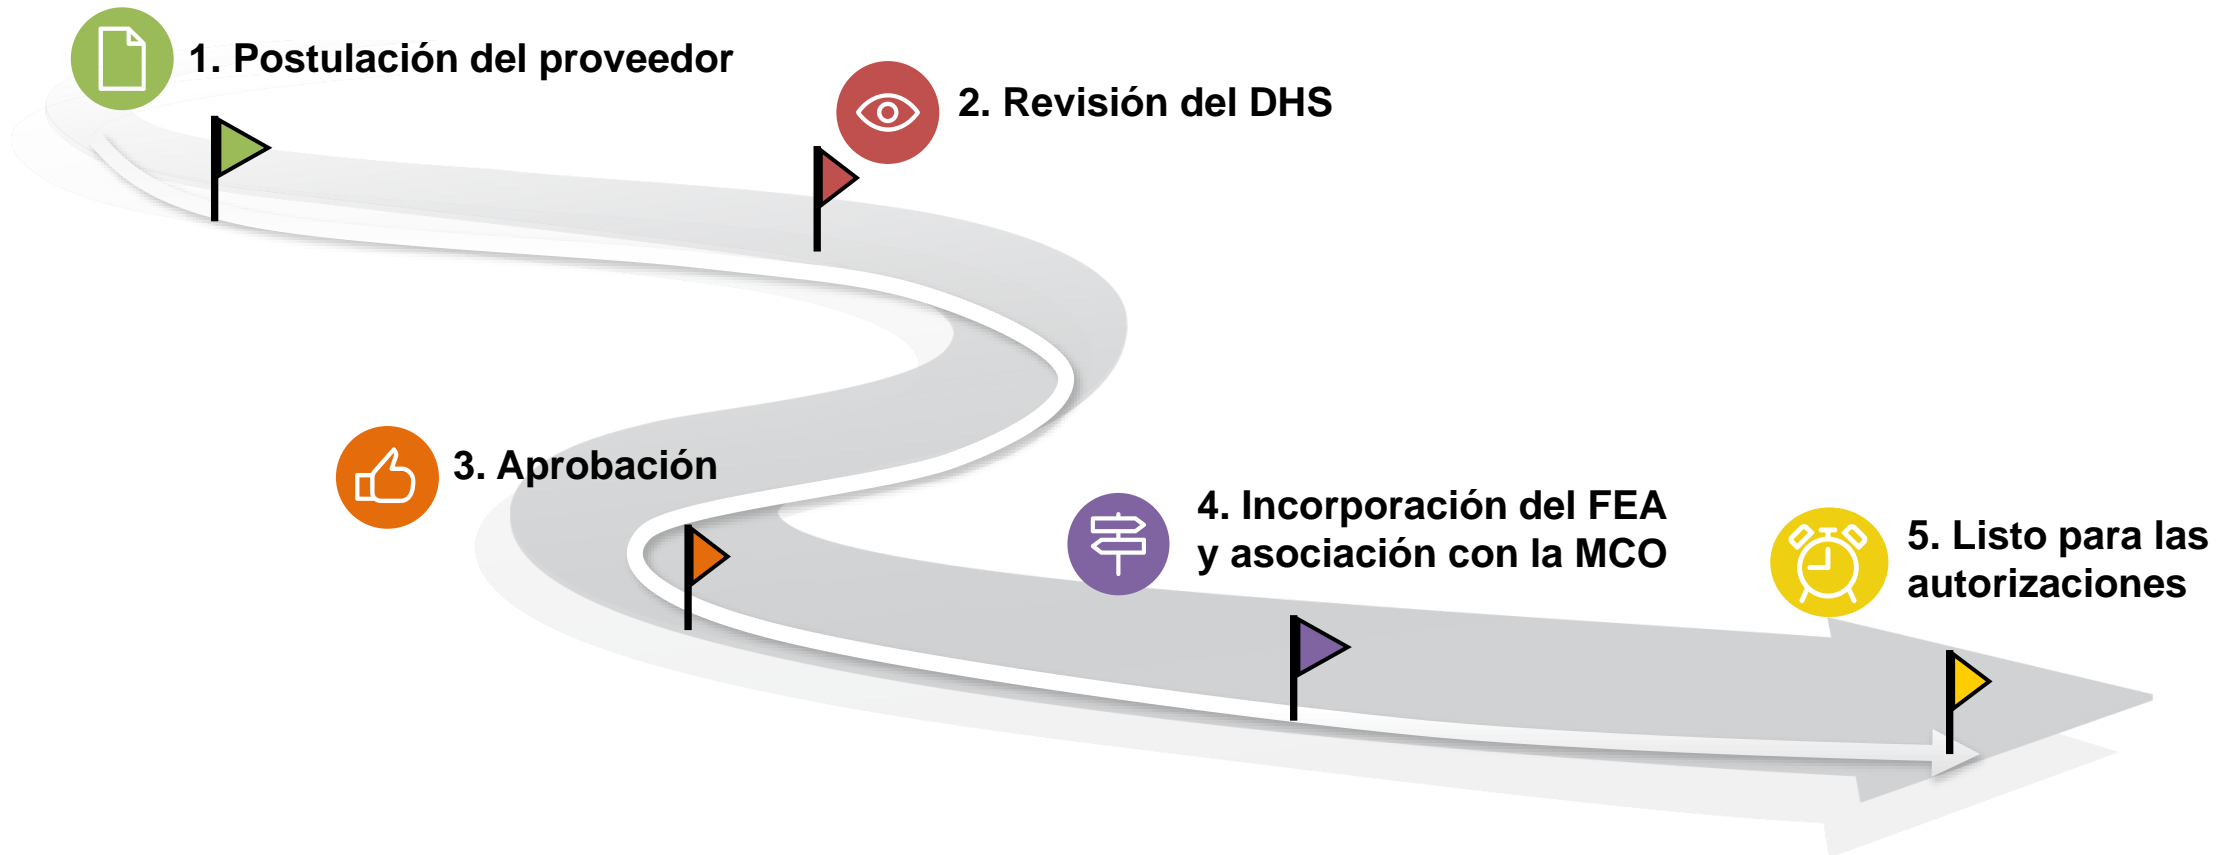 1. Postulación del proveedor
2. Revisión del DHS
3. Aprobación
4. Incorporación del FEA
y asociación con la MCO
5. Listo para las
autorizaciones